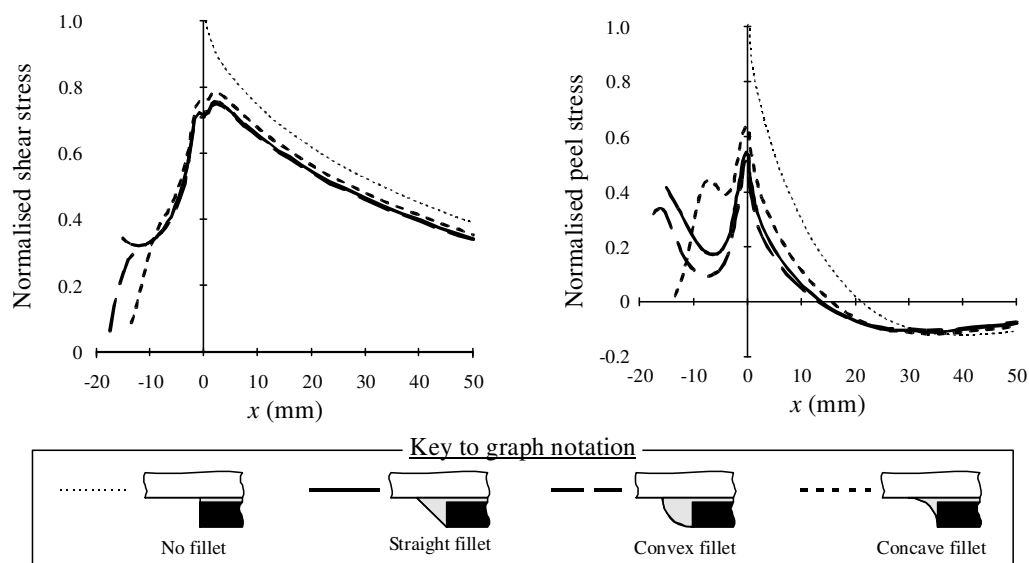 Normalised shear stress
1.0
0.8
0.6
0.4
0.2
0
-20 -10 0 10 20 30 40 50
x (mm)
Normalised peel stress
1.0
0.8
0.6
0.4
0.2
0
-0.2
-20 -10 0 10 20 30 40 50
x (mm)
Key to graph notation
No fillet
Straight fillet
Convex fillet
Concave fillet